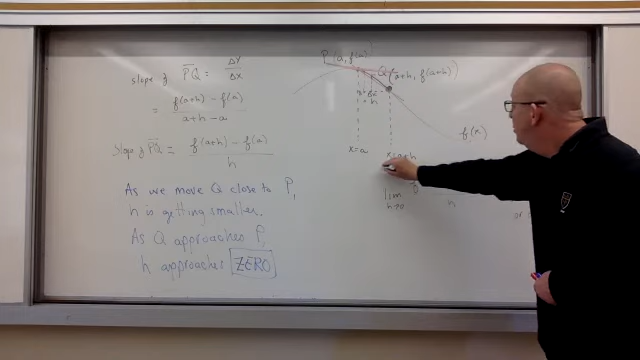 slope of PQ = Δy/Δx
= f(a+h) - f(a) / a+h-a
slope of PQ = f(a+h) - f(a) / h
As we move Q close to P,
h is getting smaller.
As Q approaches P,
h approaches ZERO
P (a, f(a))
Q (a+h, f(a+h))
= h
f(x)
x=a
x=a+h
lim
h→0
h
or